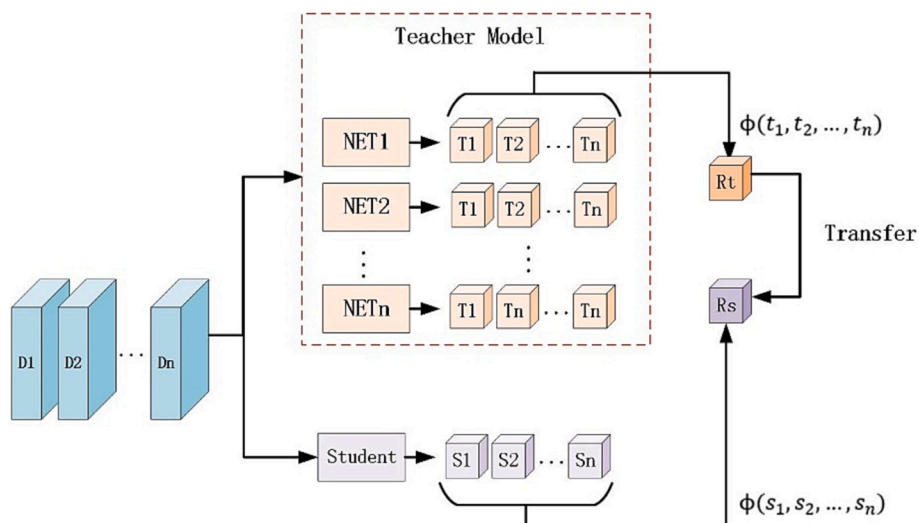 Teacher Model
NET1 T1 T2 ... Tn
NET2 T1 T2 ... Tn
NETn T1 Tn ... Tn
ϕ(t₁, t₂, ..., tₙ)
Rt
Transfer
Rs
D1 D2 ... Dn
Student S1 S2 ... Sn
ϕ(s₁, s₂, ..., sₙ)